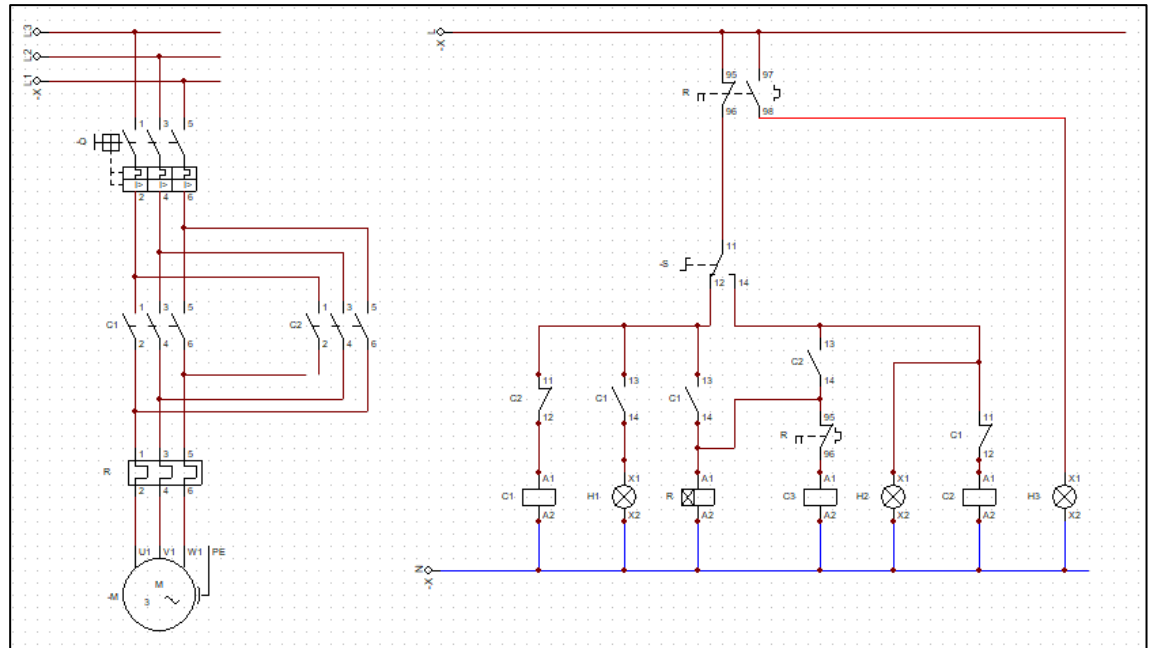 L3
L2
L1
-X
-Q
1 3 5
I> I> I>
2 4 6
C1
1 3 5
2 4 6
C2
1 3 5
2 4 6
R
1 3 5
2 4 6
U1 V1 W1 PE
-M
M
3
L
-X
R
95 97
96 98
-S
11
12 14
C2
11
12
C1
13
14
C1
13
14
C2
13
14
R
95
96
C1
11
12
C1
A1
A2
H1
X1
X2
R
A1
A2
C3
A1
A2
H2
X1
X2
C2
A1
A2
H3
X1
X2
N
-X